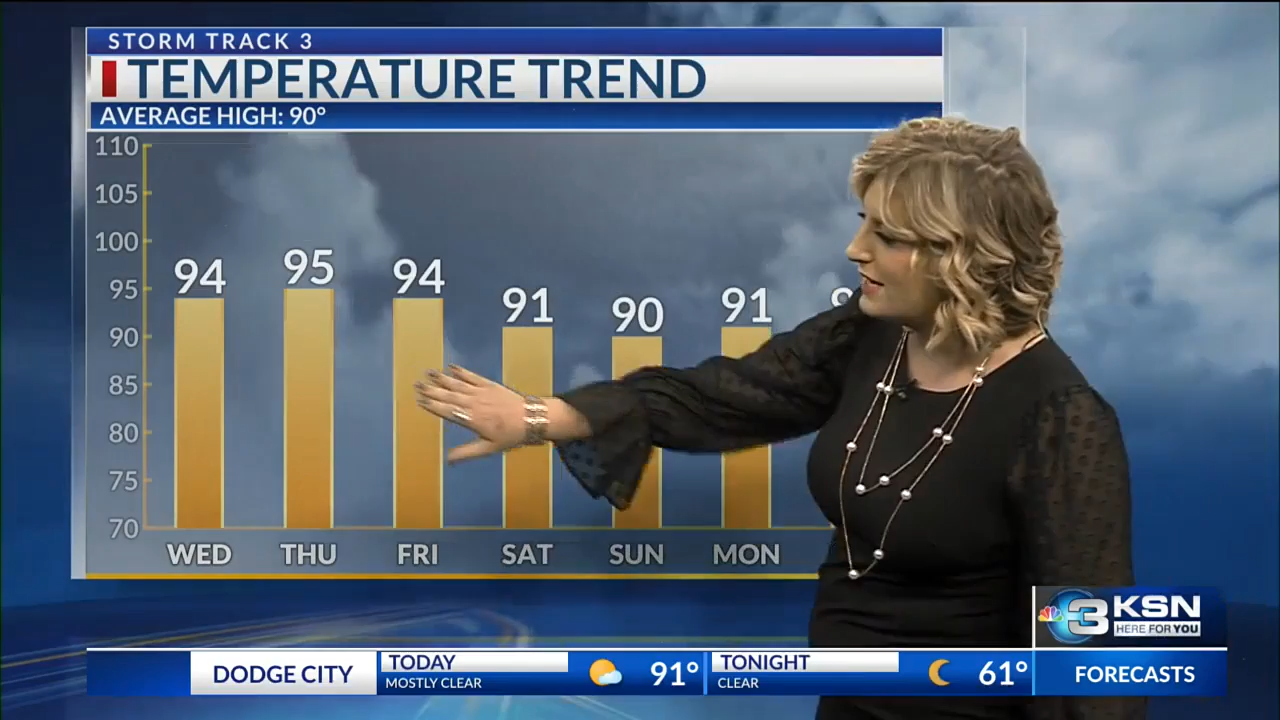 STORM TRACK 3
TEMPERATURE TREND
AVERAGE HIGH: 90°
110
105
100
95
90
85
80
75
70
94
95
94
91
90
91
9
WED
THU
FRI
SAT
SUN
MON
3 KSN
HERE FOR YOU
DODGE CITY
TODAY
MOSTLY CLEAR
91°
TONIGHT
CLEAR
61°
FORECASTS